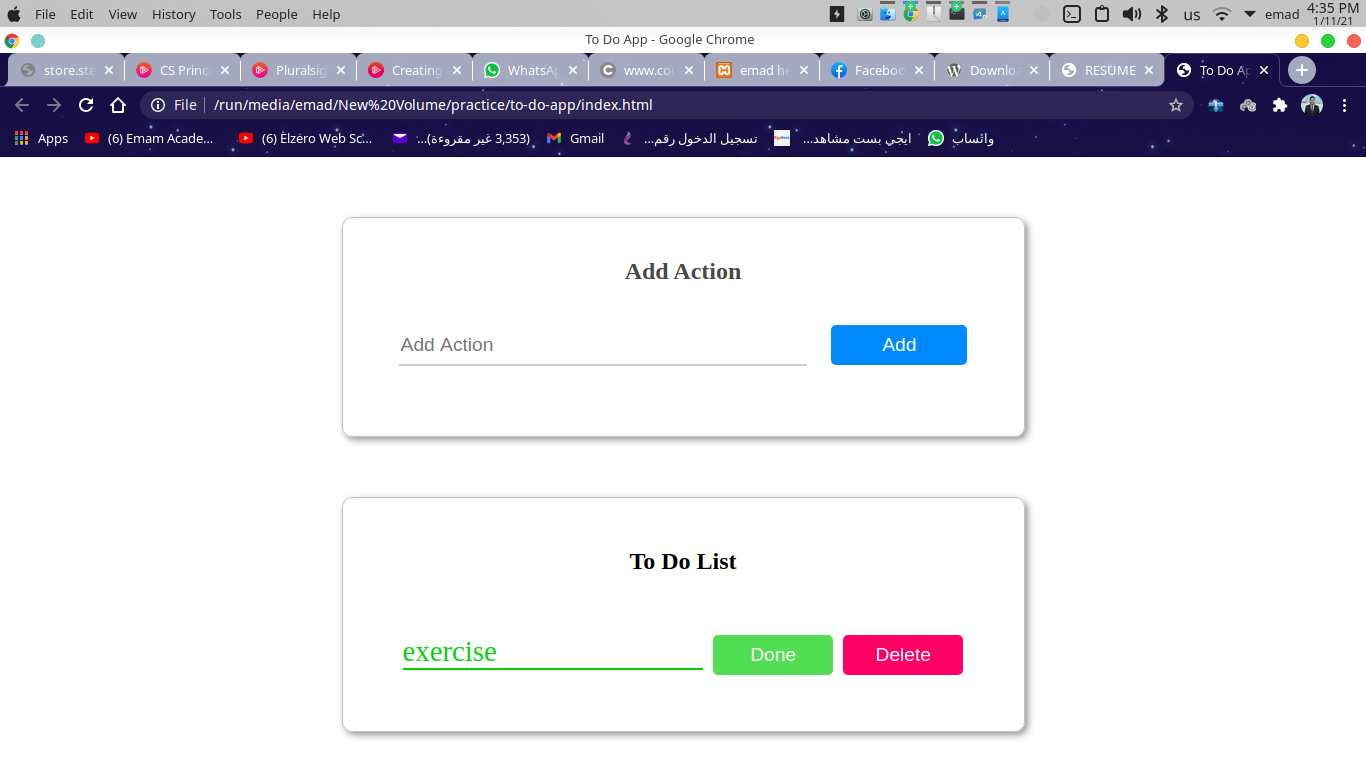 File Edit View History Tools People Help us emad 4:35 PM
1/11/21
To Do App - Google Chrome
store.ste CS Princi Pluralsig Creating WhatsAp www.co emad he Faceboo Downloa RESUME To Do Ap
File /run/media/emad/New%20Volume/practice/to-do-app/index.html
Apps (6) Emam Acade... (6) Elzero Web Sc... (3,353 غير مقروءة)... Gmail تسجيل الدخول رقم... ايجي بست مشاهد... واتساب
Add Action
Add Action Add
To Do List
exercise Done Delete